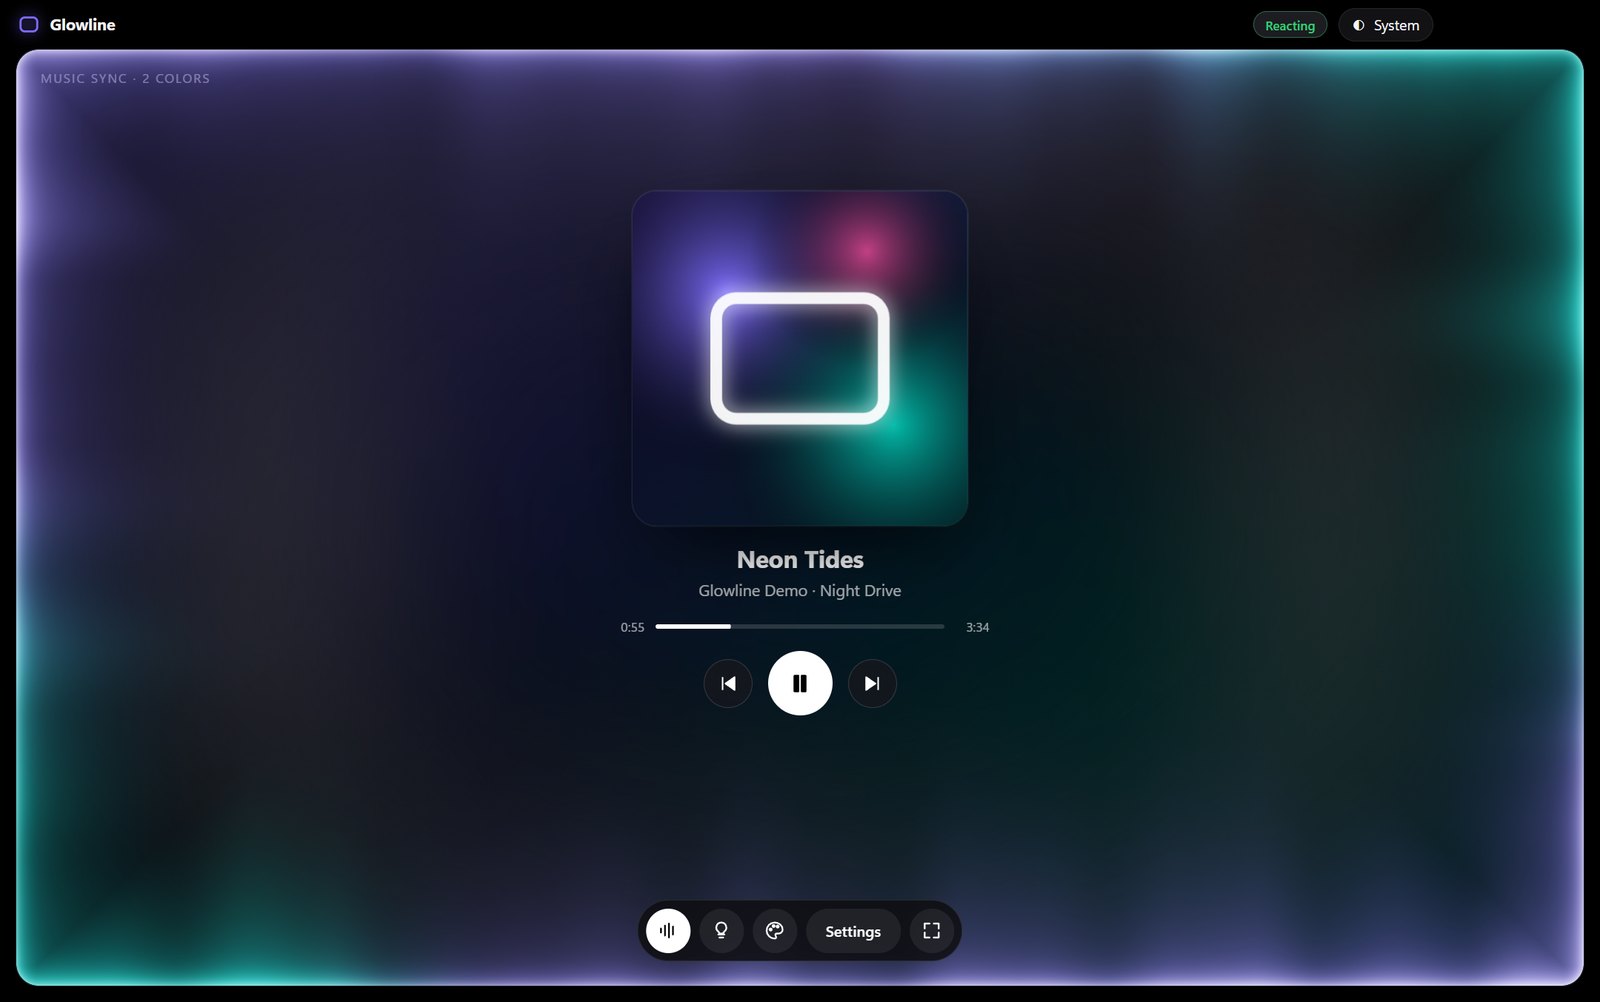 Glowline
Reacting
System
MUSIC SYNC · 2 COLORS
Neon Tides
Glowline Demo · Night Drive
0:55
3:34
Settings